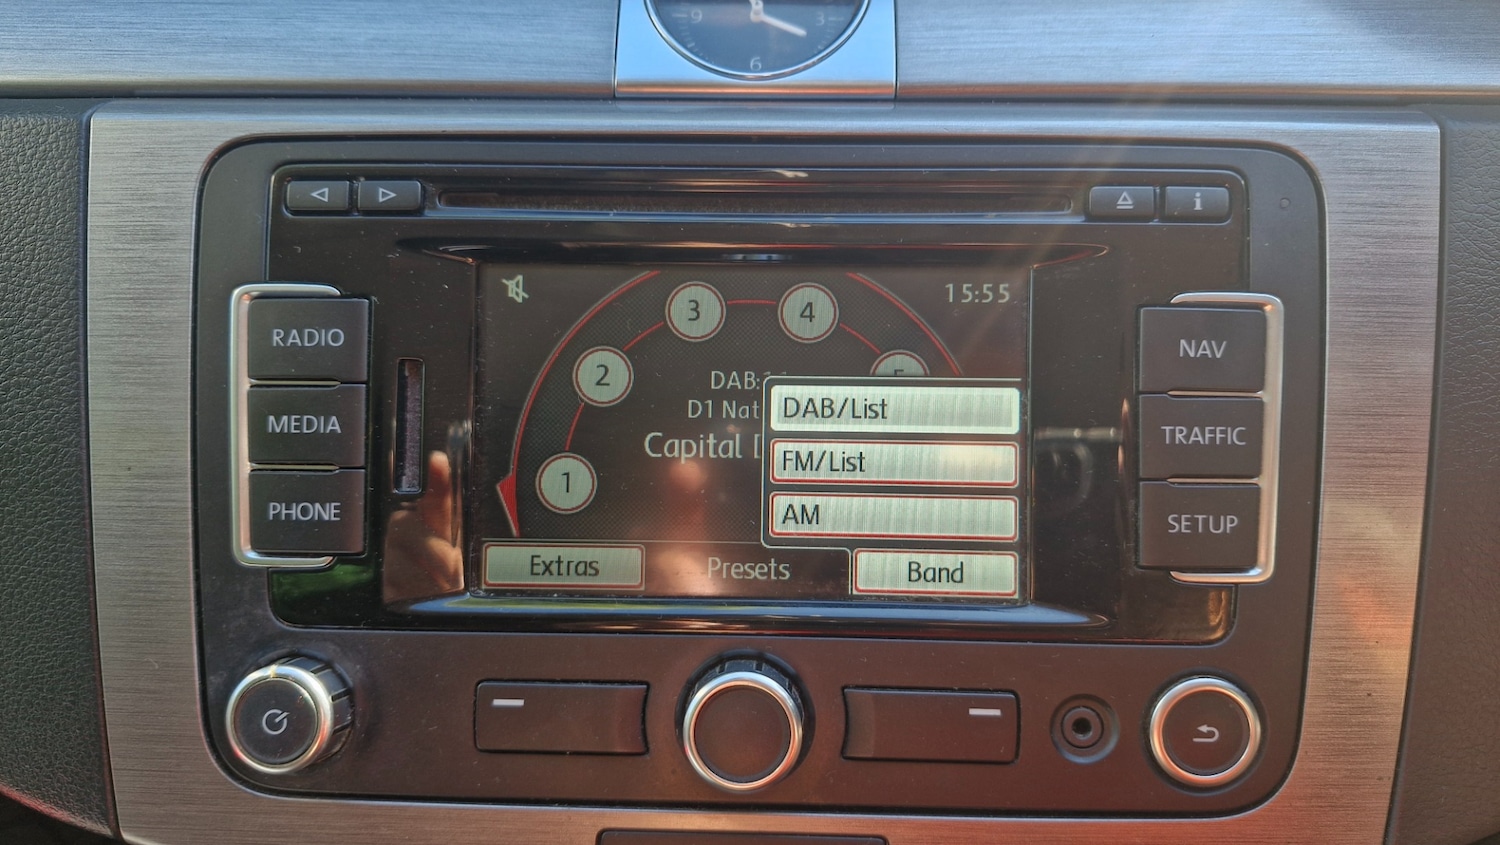 9 3
6
i
15:55
3 4
2
RADIO
MEDIA
PHONE
DAB:
D1 Nat
Capital
1
DAB/List
FM/List
AM
Extras
Presets
Band
NAV
TRAFFIC
SETUP